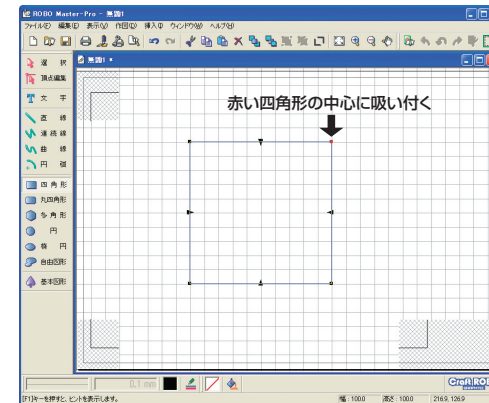 ROBO Master-Pro - 無題1
ファイル(F) 編集(E) 表示(V) 作図(D) 挿入(I) ウィンドウ(W) ヘルプ(H)
選 択
無題1 *
頂点編集
文 字
赤い四角形の中心に吸い付く
直 線
連続線
曲 線
円 弧
四 角 形
丸四角形
多 角 形
円
楕 円
自由図形
基本図形
0.1 mm
Craft ROBO
[F1]キーを押すと、ヒントを表示します。
幅 : 100.0 高さ : 100.0 216.9, 126.9